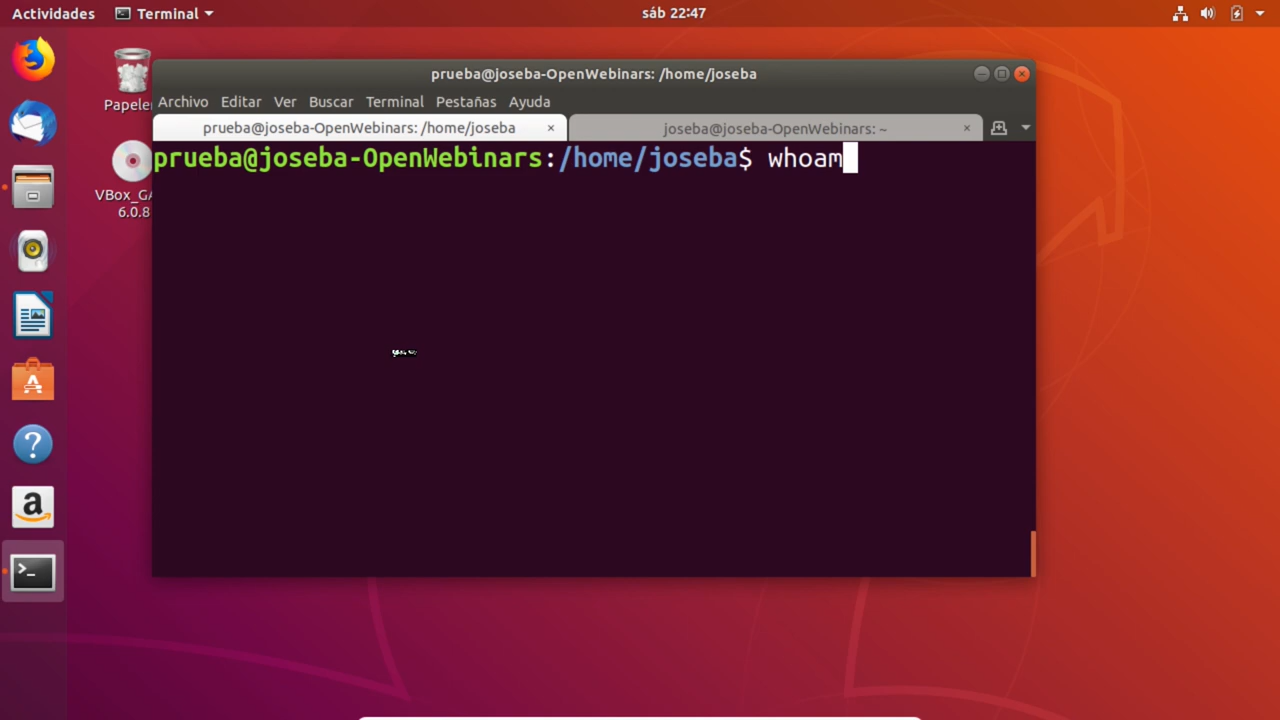 Actividades
Terminal
sáb 22:47
Papeler
VBox_GA
6.0.8
prueba@joseba-OpenWebinars: /home/joseba
Archivo Editar Ver Buscar Terminal Pestañas Ayuda
prueba@joseba-OpenWebinars: /home/joseba
joseba@joseba-OpenWebinars: ~
prueba@joseba-OpenWebinars:/home/joseba$ whoam